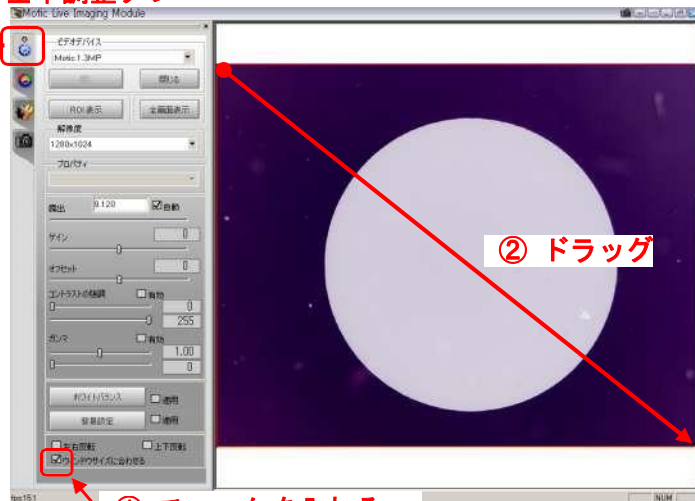 Motic Live Imaging Module
ビデオデバイス
Motic 1.3MP
閉じる
ROI表示
全画面表示
解像度
1280x1024
プロパティ
露出
0.120
自動
ゲイン
0
オフセット
0
コントラストの強調
有効
0
255
ガンマ
有効
1.00
0
ホワイトバランス
適用
背景設定
適用
左右反転
上下反転
ウィンドウサイズに合わせる
② ドラッグ
fps:15.1
NUM